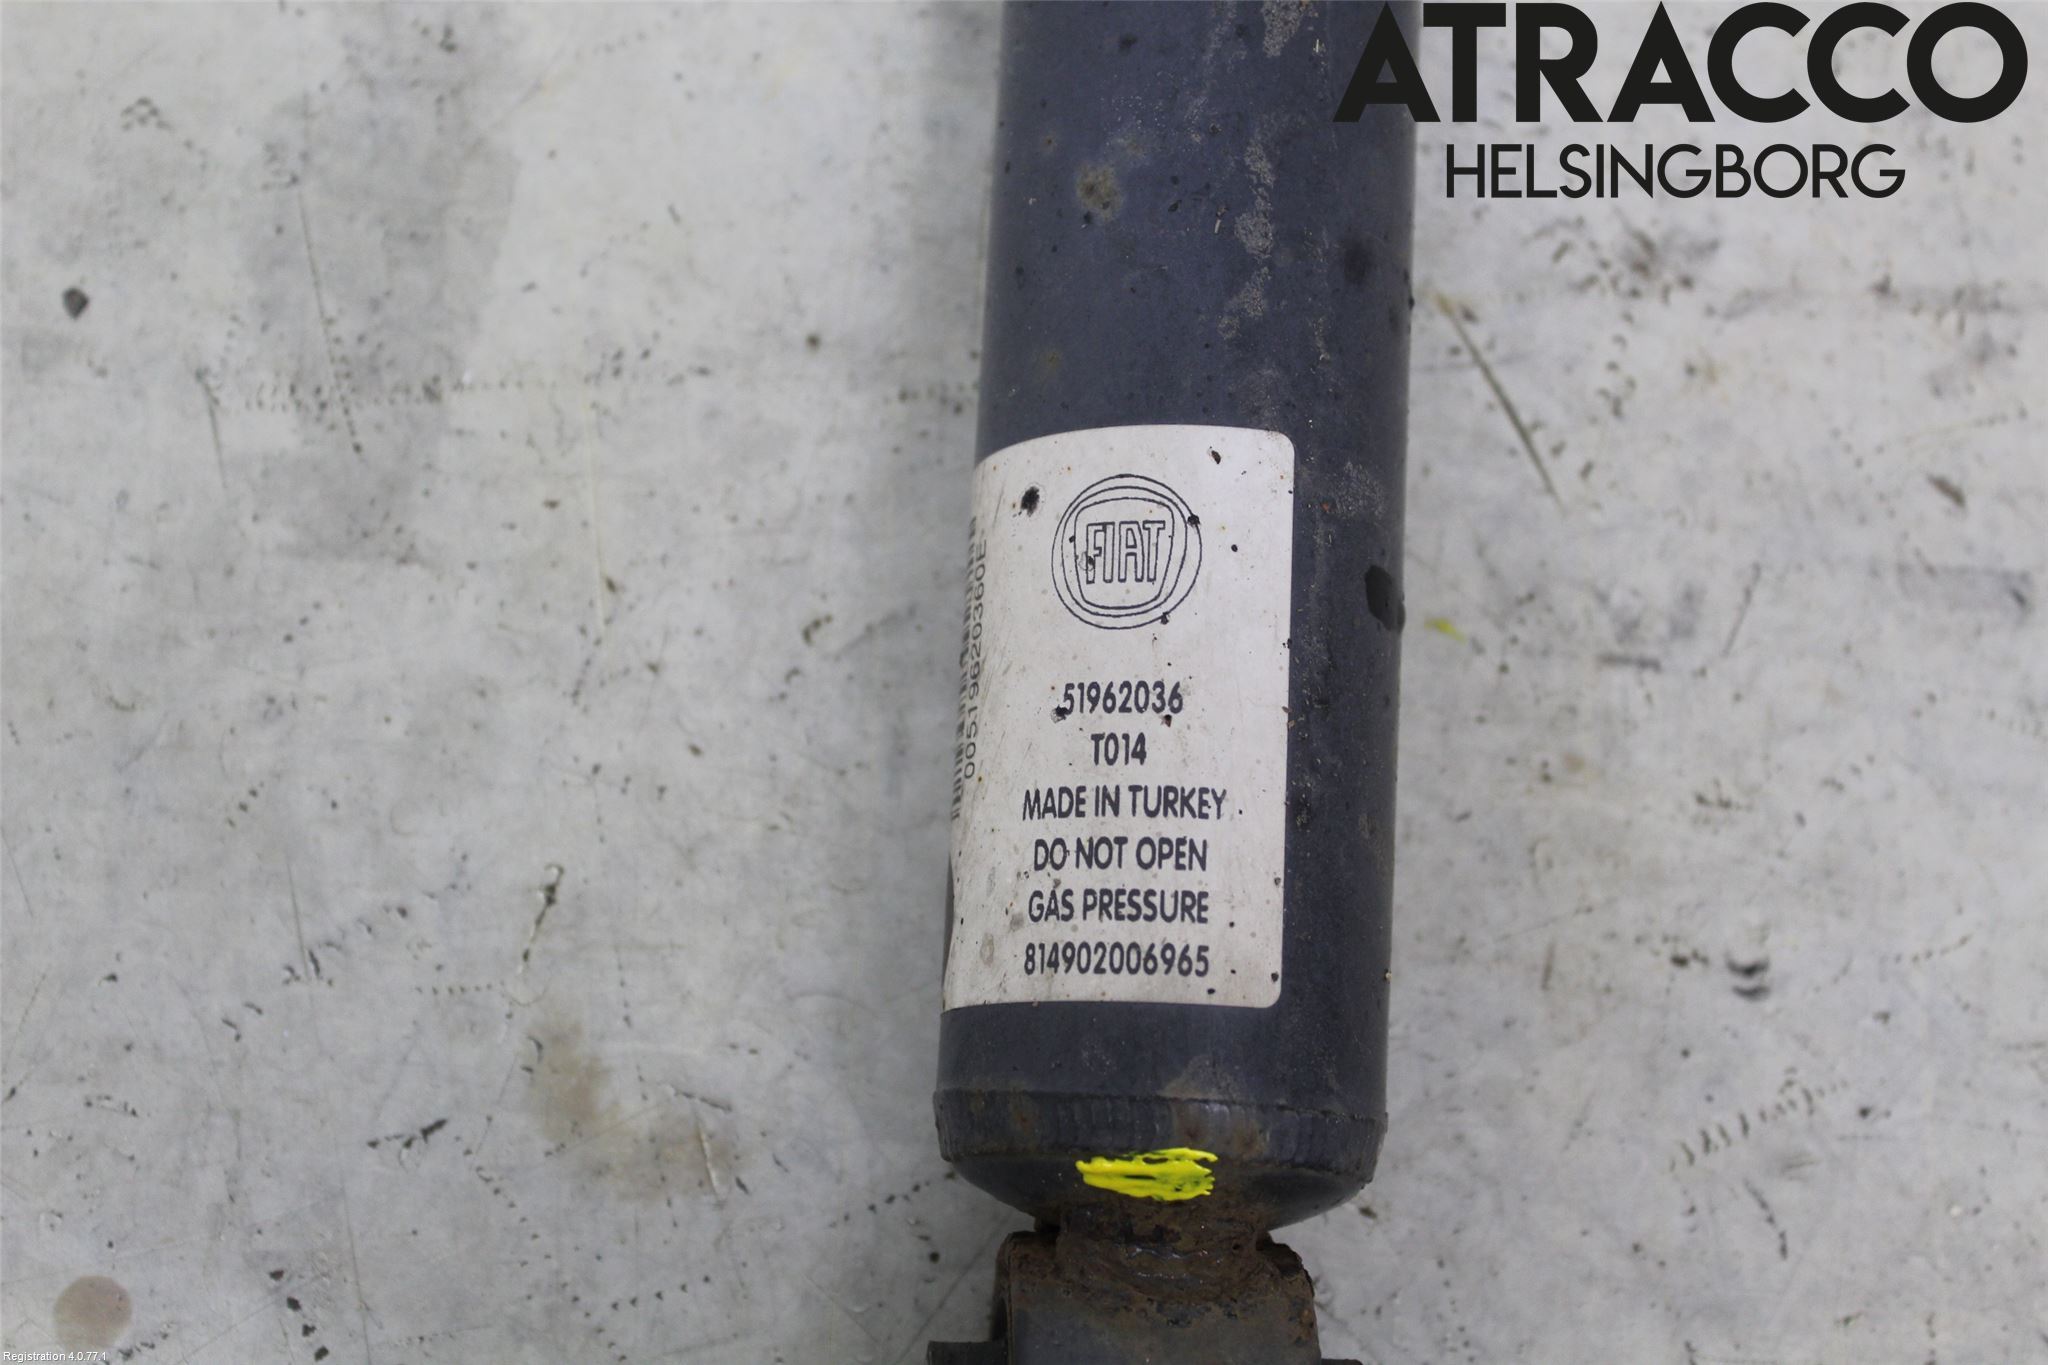 ATRACCO
HELSINGBORG
FIAT
51962036
T014
MADE IN TURKEY
DO NOT OPEN
GAS PRESSURE
814902006965
00519620360E
Registration 4.0.77.1